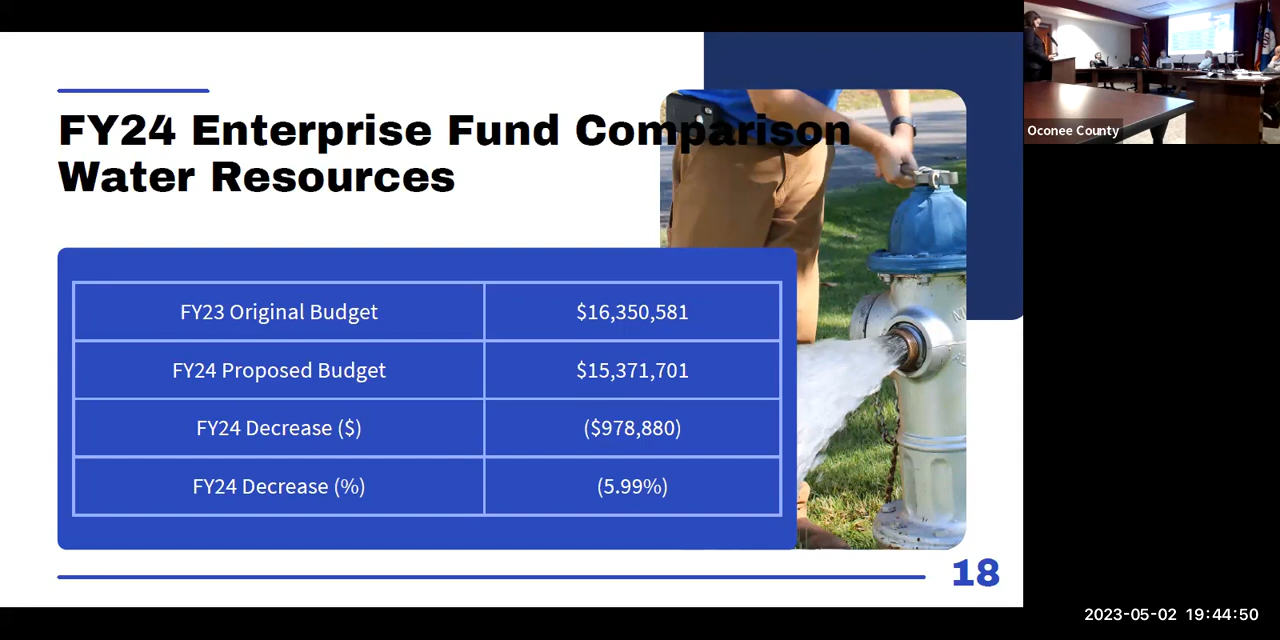 FY24 Enterprise Fund Comparison
Water Resources
FY23 Original Budget $16,350,581
FY24 Proposed Budget $15,371,701
FY24 Decrease ($) ($978,880)
FY24 Decrease (%) (5.99%)
18
Oconee County
2023-05-02 19:44:50